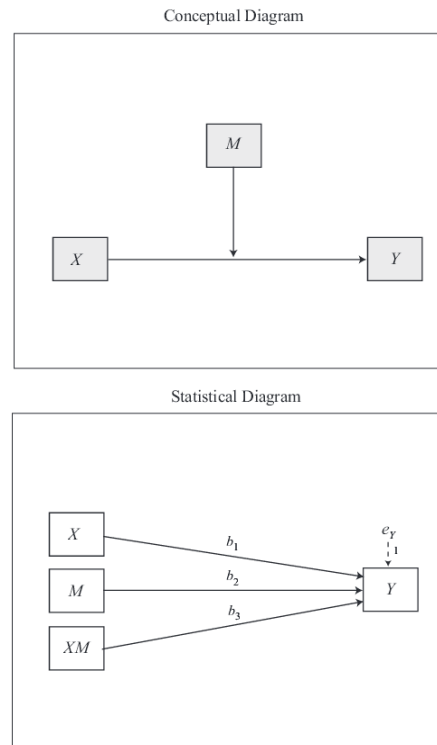 Conceptual Diagram
M
X
Y
Statistical Diagram
X
b1
eY
1
M
b2
Y
b3
XM